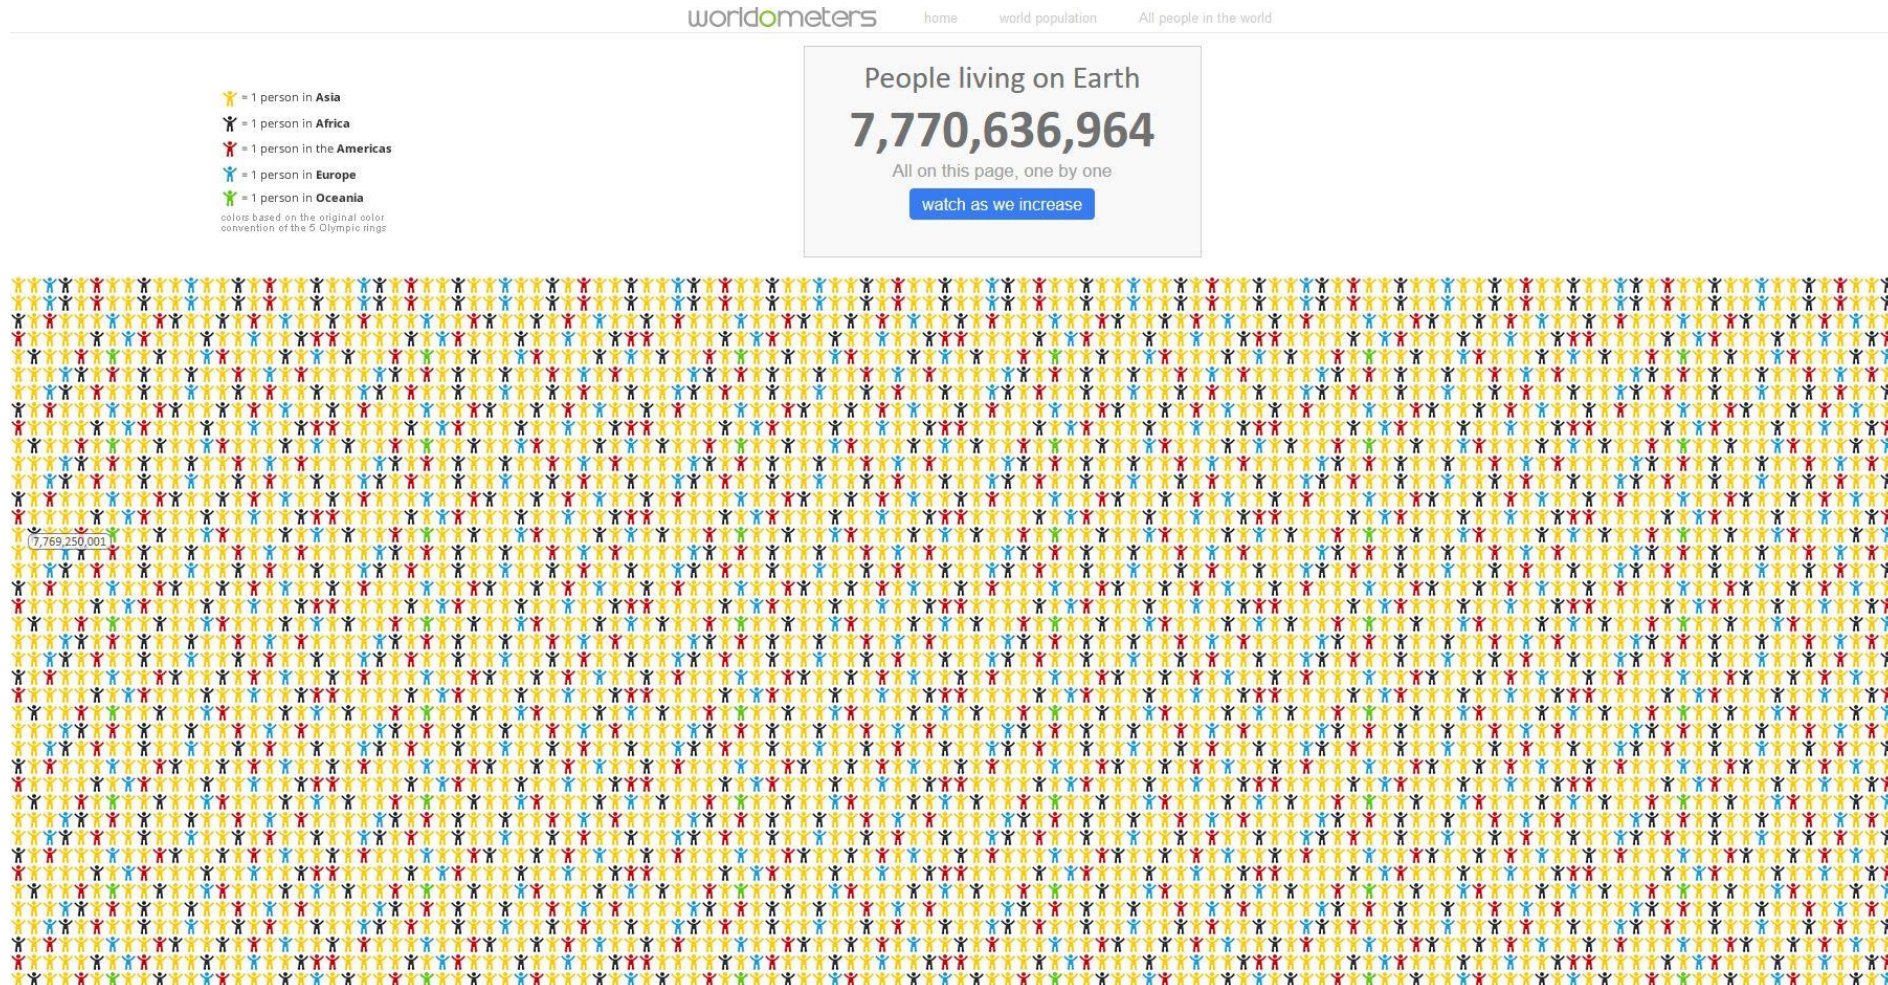 worldometers home world population All people in the world
People living on Earth
7,770,636,964
All on this page, one by one
watch as we increase
= 1 person in Asia
= 1 person in Africa
= 1 person in the Americas
= 1 person in Europe
= 1 person in Oceania
colors based on the original color
convention of the 5 Olympic rings
7,769,250,001